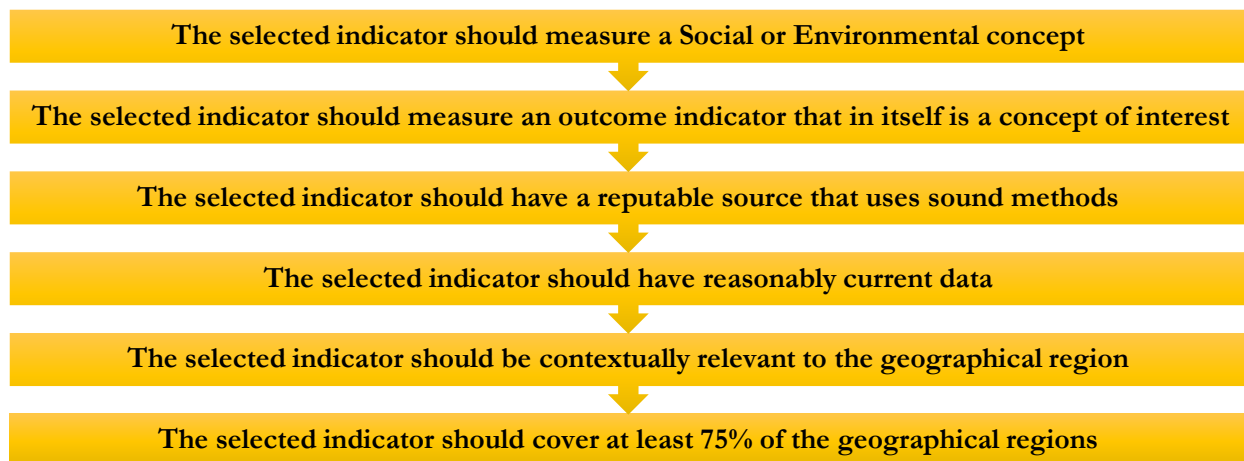 The selected indicator should measure a Social or Environmental concept
The selected indicator should measure an outcome indicator that in itself is a concept of interest
The selected indicator should have a reputable source that uses sound methods
The selected indicator should have reasonably current data
The selected indicator should be contextually relevant to the geographical region
The selected indicator should cover at least 75% of the geographical regions